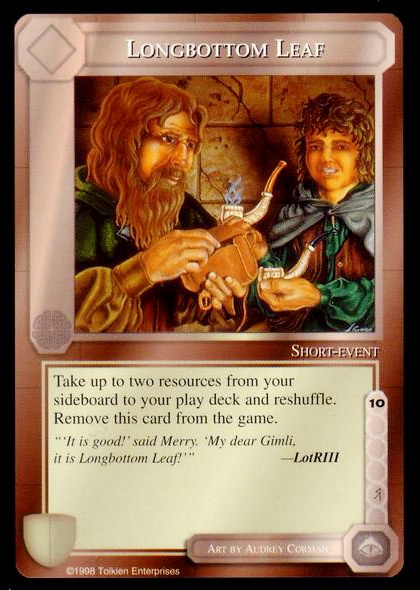 LONGBOTTOM LEAF
SHORT-EVENT
Take up to two resources from your
sideboard to your play deck and reshuffle.
Remove this card from the game.
“‘It is good!’ said Merry. ‘My dear Gimli,
it is Longbottom Leaf!’” —LotRIII
10
ART BY AUDREY CORMAN
©1998 Tolkien Enterprises